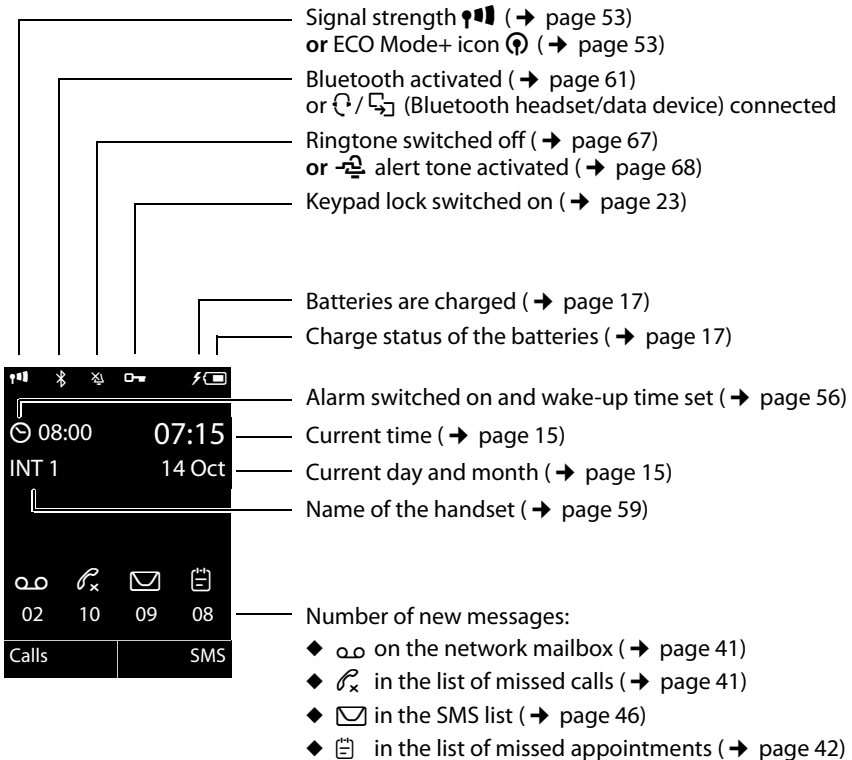 Signal strength (➔ page 53)
or ECO Mode+ icon (➔ page 53)
Bluetooth activated (➔ page 61)
or / (Bluetooth headset/data device) connected
Ringtone switched off (➔ page 67)
or alert tone activated (➔ page 68)
Keypad lock switched on (➔ page 23)
Batteries are charged (➔ page 17)
Charge status of the batteries (➔ page 17)
Alarm switched on and wake-up time set (➔ page 56)
08:00 07:15
Current time (➔ page 15)
INT 1 14 Oct
Current day and month (➔ page 15)
Name of the handset (➔ page 59)
02 10 09 08
Number of new messages:
Calls SMS
◆ on the network mailbox (➔ page 41)
◆ in the list of missed calls (➔ page 41)
◆ in the SMS list (➔ page 46)
◆ in the list of missed appointments (➔ page 42)